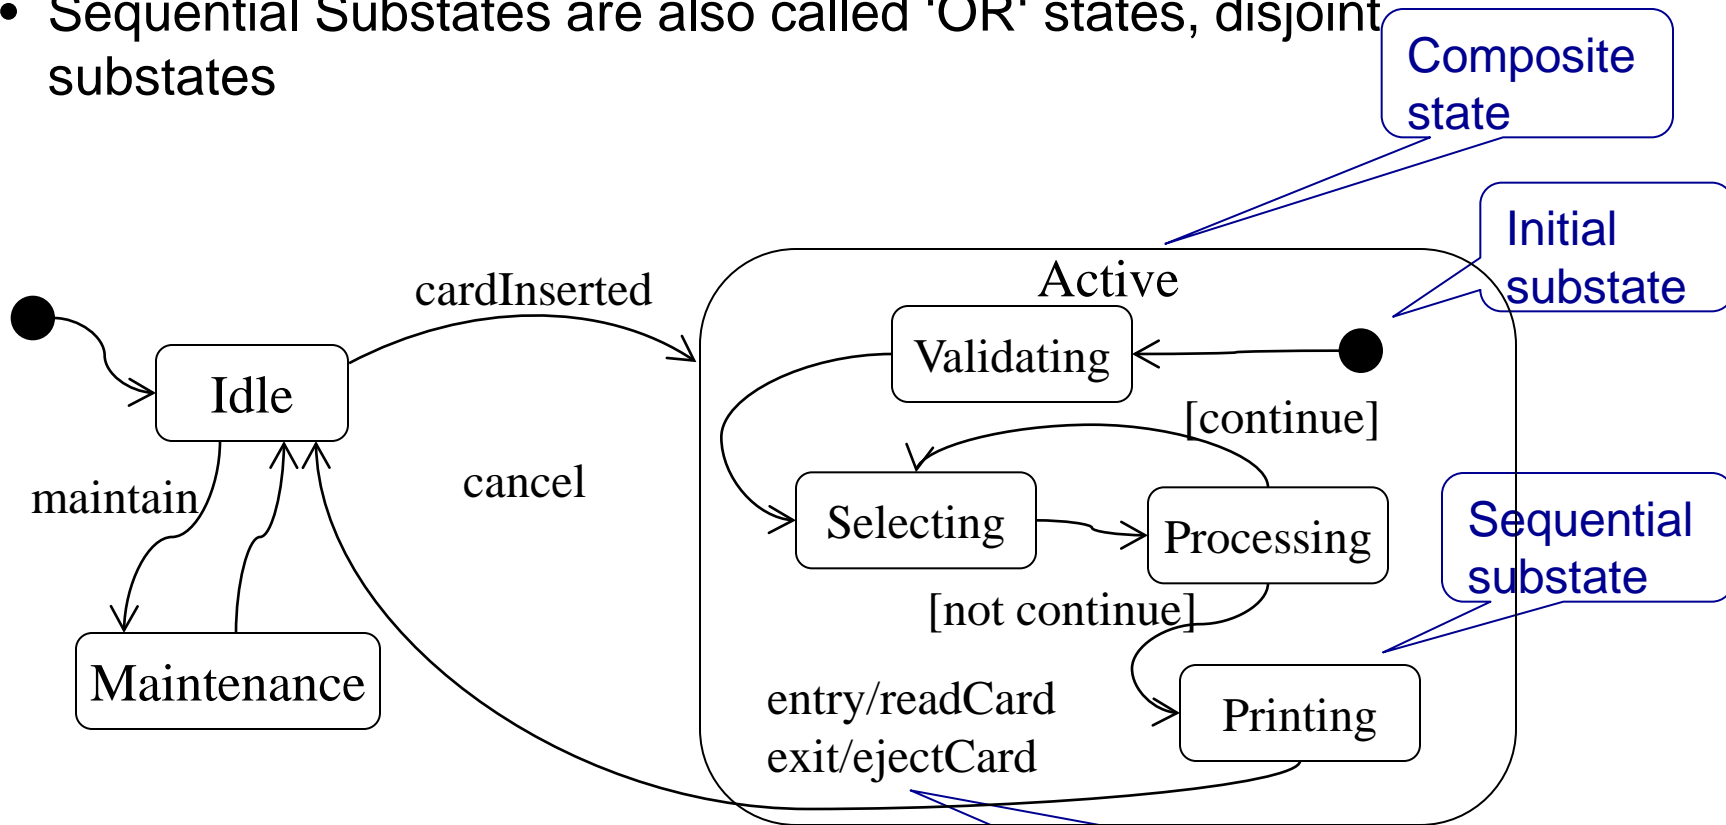 • Sequential Substates are also called 'OR' states, disjoint
substates
Composite
state
Initial
substate
Active
cardInserted
Validating
Idle
[continue]
cancel
maintain
Selecting
Processing
Sequential
substate
[not continue]
Maintenance
entry/readCard
exit/ejectCard
Printing